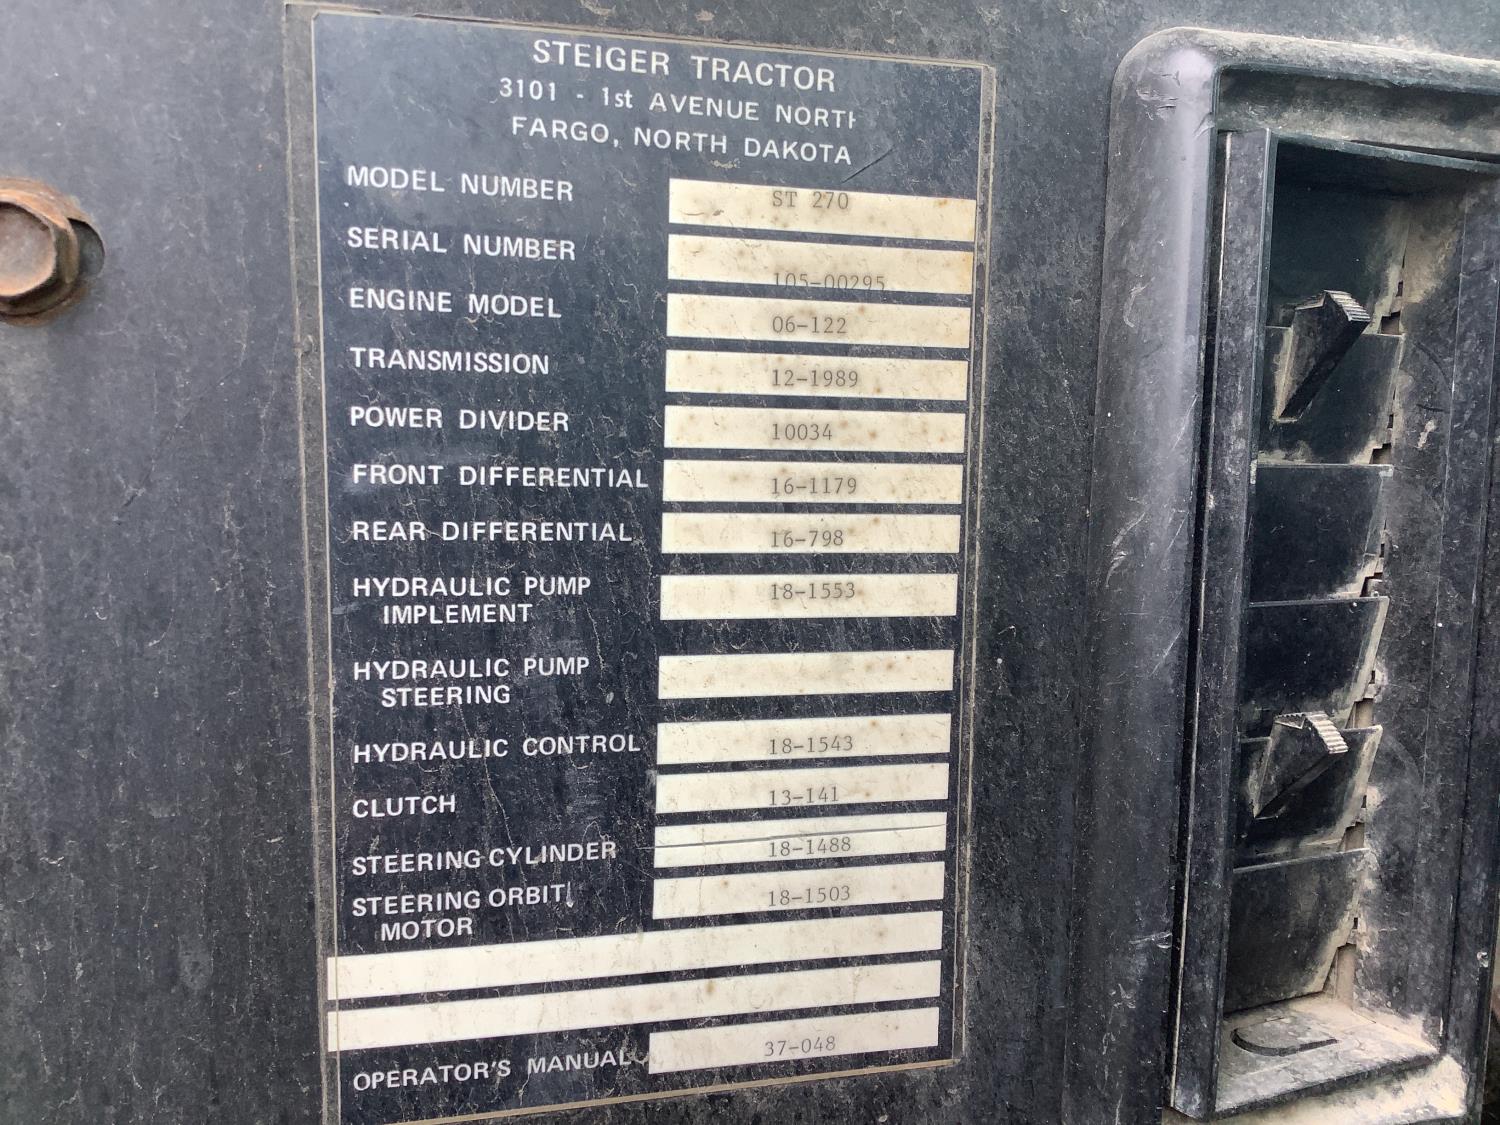 STEIGER TRACTOR
3101 - 1st AVENUE NORTH
FARGO, NORTH DAKOTA
MODEL NUMBER ST 270
SERIAL NUMBER 105-00295
ENGINE MODEL 06-122
TRANSMISSION 12-1989
POWER DIVIDER 10034
FRONT DIFFERENTIAL 16-1179
REAR DIFFERENTIAL 16-798
HYDRAULIC PUMP 18-1553
IMPLEMENT
HYDRAULIC PUMP
STEERING
HYDRAULIC CONTROL 18-1543
CLUTCH 13-141
STEERING CYLINDER 18-1488
STEERING ORBIT 18-1503
MOTOR
OPERATOR'S MANUAL 37-048